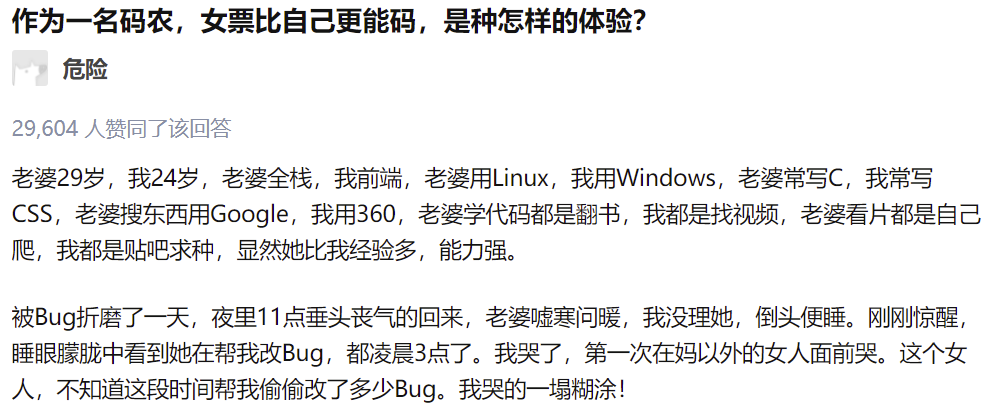 作为一名码农，女票比自己更能码，是种怎样的体验？
危险
29,604 人赞同了该回答
老婆29岁，我24岁，老婆全栈，我前端，老婆用Linux，我用Windows，老婆常写C，我常写
CSS，老婆搜东西用Google，我用360，老婆学代码都是翻书，我都是找视频，老婆看片都是自己
爬，我都是贴吧求种，显然她比我经验多，能力强。
被Bug折磨了一天，夜里11点垂头丧气的回来，老婆嘘寒问暖，我没理她，倒头便睡。刚刚惊醒，
睡眼朦胧中看到她在帮我改Bug，都凌晨3点了。我哭了，第一次在妈以外的女人面前哭。这个女
人，不知道这段时间帮我偷偷改了多少Bug。我哭的一塌糊涂！